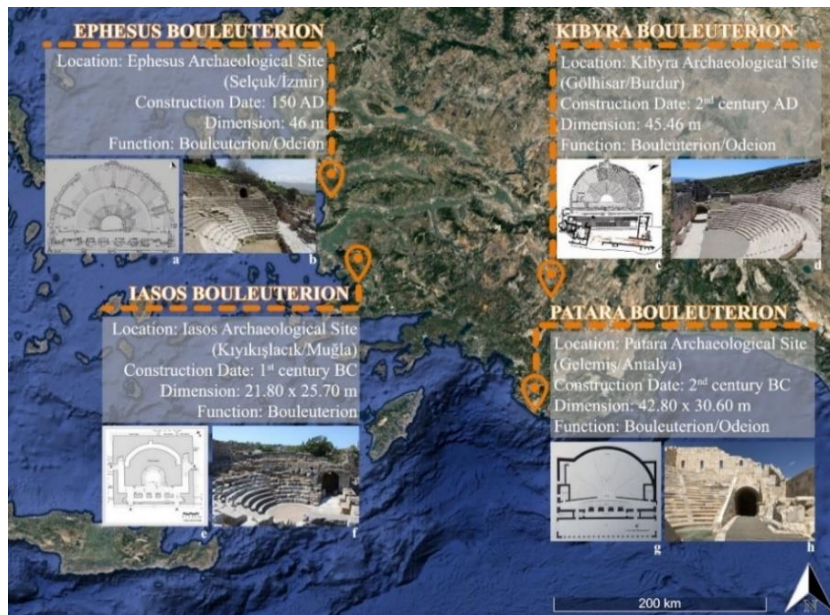 EPHESUS BOULEUTERION
Location: Ephesus Archaeological Site
(Selçuk/İzmir)
Construction Date: 150 AD
Dimension: 46 m
Function: Bouleuterion/Odeion
a
b
KIBYRA BOULEUTERION
Location: Kibyra Archaeological Site
(Gölhisar/Burdur)
Construction Date: 2nd century AD
Dimension: 45.46 m
Function: Bouleuterion/Odeion
c
d
IASOS BOULEUTERION
Location: Iasos Archaeological Site
(Kıyıkışlacık/Muğla)
Construction Date: 1st century BC
Dimension: 21.80 x 25.70 m
Function: Bouleuterion
e
f
PATARA BOULEUTERION
Location: Patara Archaeological Site
(Gelemiş/Antalya)
Construction Date: 2nd century BC
Dimension: 42.80 x 30.60 m
Function: Bouleuterion/Odeion
g
h
200 km
N